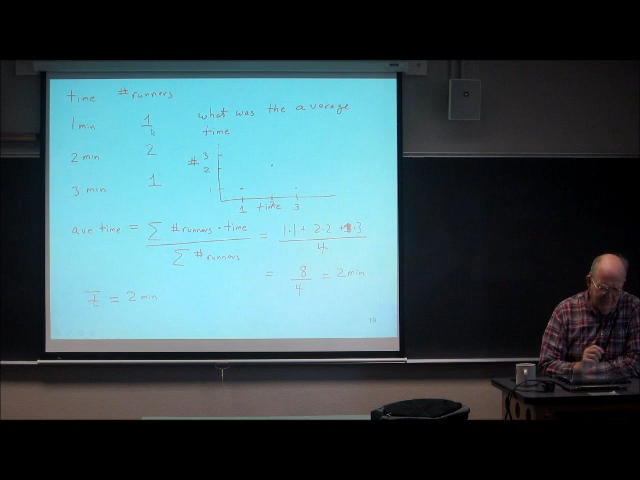 time # runners
1 min 1
what was the average
time
2 min 2
3 min 1
# 3
2
1
1 2 3
time
ave time = ∑ # runners · time / ∑ # runners = 1·1 + 2·2 + 1·3 / 4
= 8/4 = 2 min
t̅ = 2 min